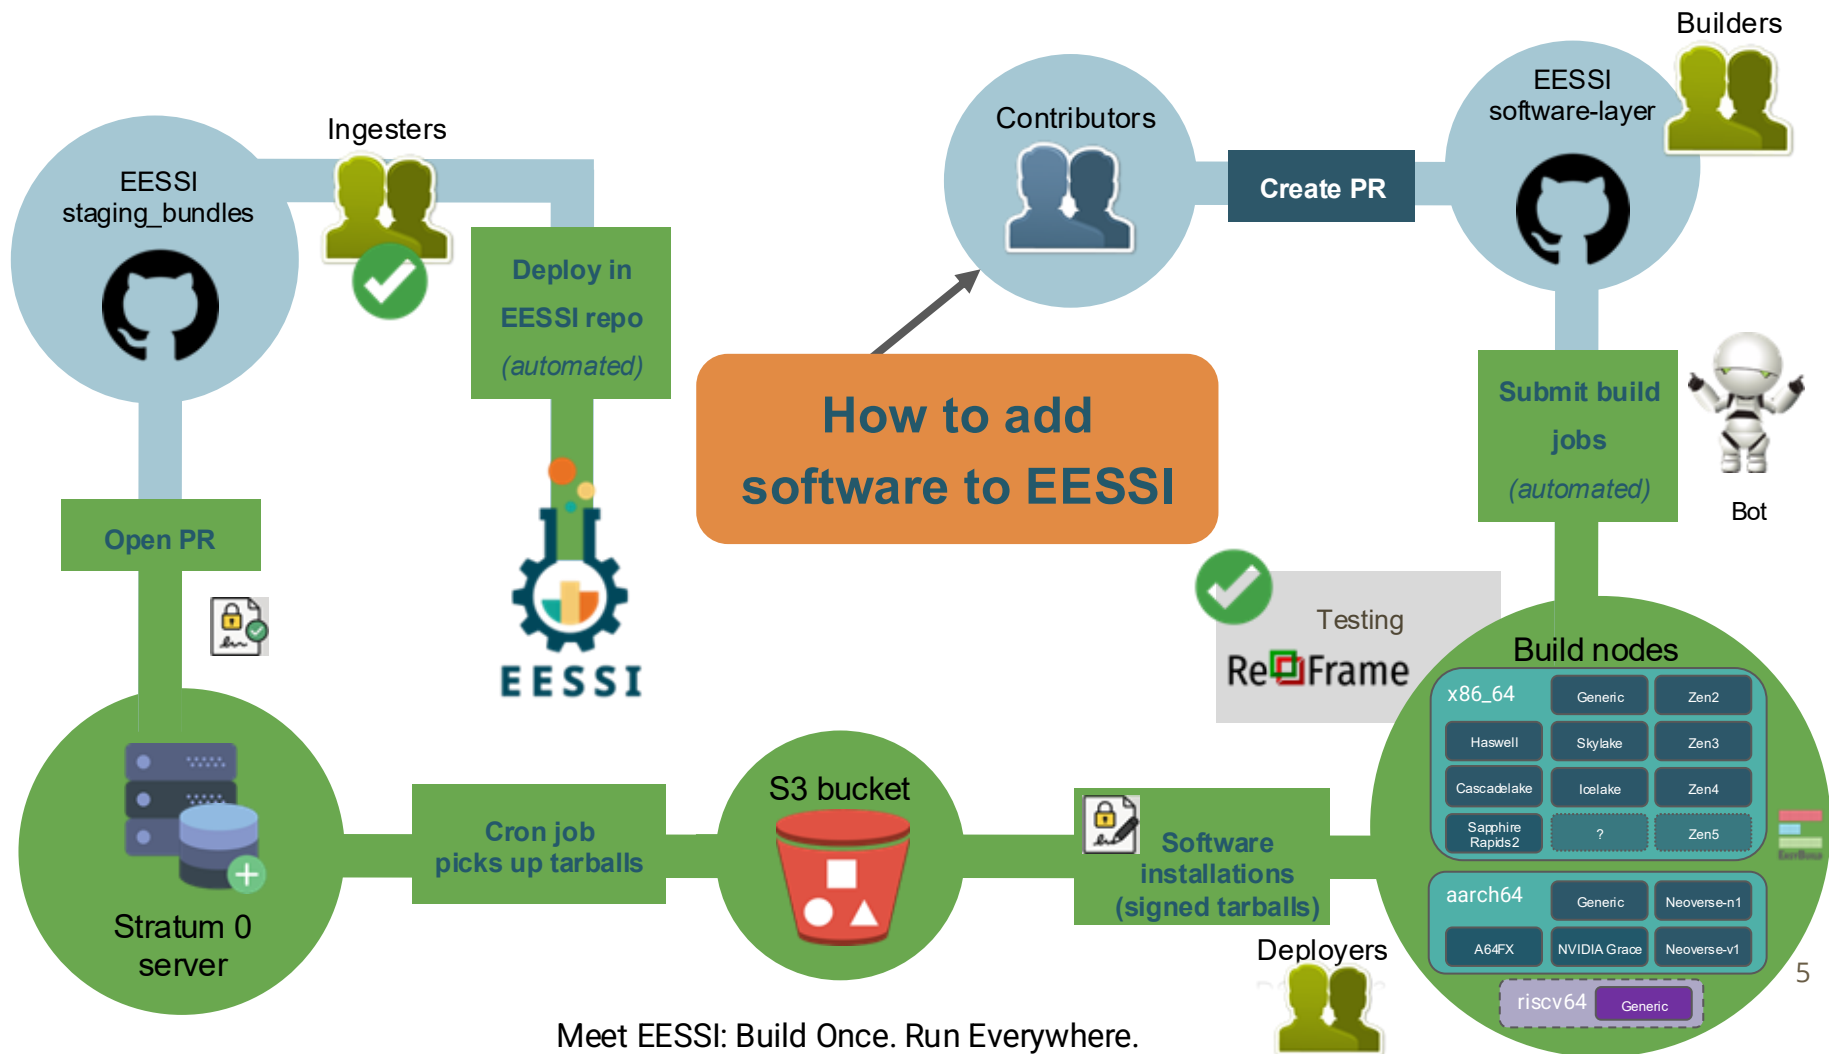 Builders
Ingesters
Contributors
EESSI
software-layer
EESSI
staging_bundles
Create PR
Deploy in
EESSI repo
(automated)
How to add
software to EESSI
Submit build
jobs
(automated)
Bot
Open PR
EESSI
Testing
ReFrame
Build nodes
x86_64
Generic
Zen2
Haswell
Skylake
Zen3
Cascadelake
Icelake
Zen4
Sapphire
Rapids2
?
Zen5
EASYBUILD
aarch64
Generic
Neoverse-n1
A64FX
NVIDIA Grace
Neoverse-v1
riscv64
Generic
S3 bucket
Cron job
picks up tarballs
Software
installations
(signed tarballs)
Stratum 0
server
Deployers
5
Meet EESSI: Build Once. Run Everywhere.